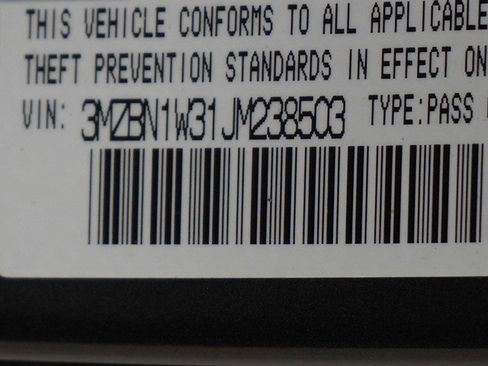 THIS VEHICLE CONFORMS TO ALL APPLICABLE
THEFT PREVENTION STANDARDS IN EFFECT ON
VIN: 3MZBN1W31JM238503 TYPE:PASS